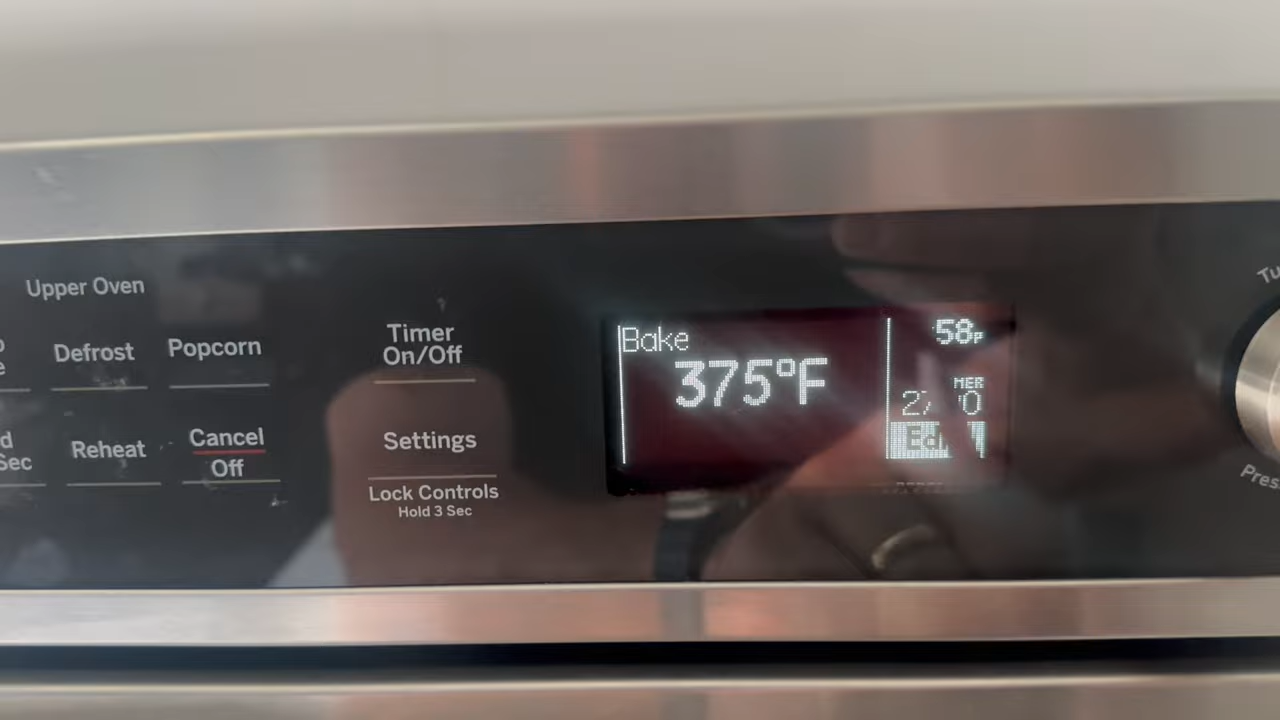 Upper Oven
Defrost
Popcorn
Reheat
Cancel
Off
Sec
Timer
On/Off
Settings
Lock Controls
Hold 3 Sec
Bake
375°F
58P